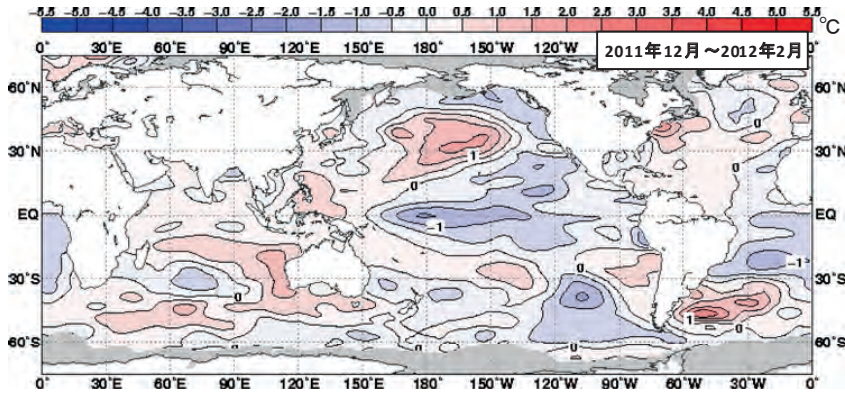 -5.5 -5.0 -4.5 -4.0 -3.5 -3.0 -2.5 -2.0 -1.5 -1.0 -0.5 0.0 0.5 1.0 1.5 2.0 2.5 3.0 3.5 4.0 4.5 5.0 5.5 ℃
0° 30°E 60°E 90°E 120°E 150°E 180° 150°W 120°W 0°
2011年12月～2012年2月
60°N 60°N
0
30°N 1 30°N
0 0
0
EQ EQ
-1
0 -1
30°S 30°S
0
1 0
60°S 0 0 0 60°S
0° 30°E 60°E 90°E 120°E 150°E 180° 150°W 120°W 90°W 60°W 30°W 0°